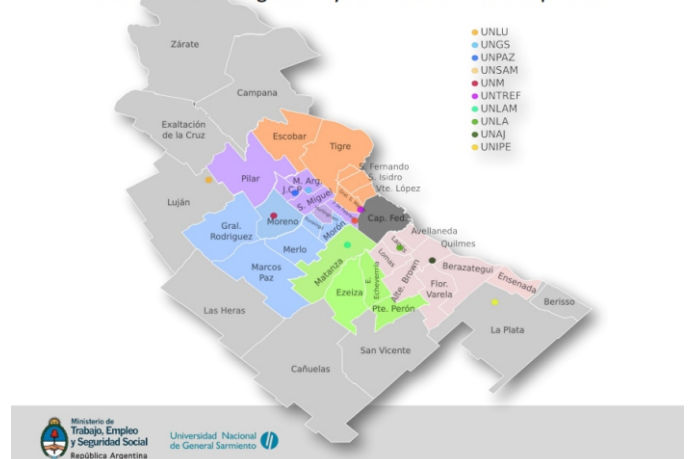 Zárate
Campana
Exaltación
de la Cruz
Escobar
Tigre
S. Fernando
S. Isidro
Vte. López
Pilar
M. Arg.
J.C.P.
S. Miguel
Luján
Gral.
Rodriguez
Moreno
Morón
Cap. Fed.
Merlo
Marcos
Paz
Matanza
Avellaneda
Quilmes
Lanús
Lomas
Berazategui
Ensenada
Berisso
Ezeiza
E.
Echeverría
Alte. Brown
Flor.
Varela
Pte. Perón
La Plata
Las Heras
San Vicente
Cañuelas
UNLU
UNGS
UNPAZ
UNSAM
UNM
UNTREF
UNLAM
UNLA
UNAJ
UNIPE
Ministerio de
Trabajo, Empleo
y Seguridad Social
República Argentina
Universidad Nacional
de General Sarmiento